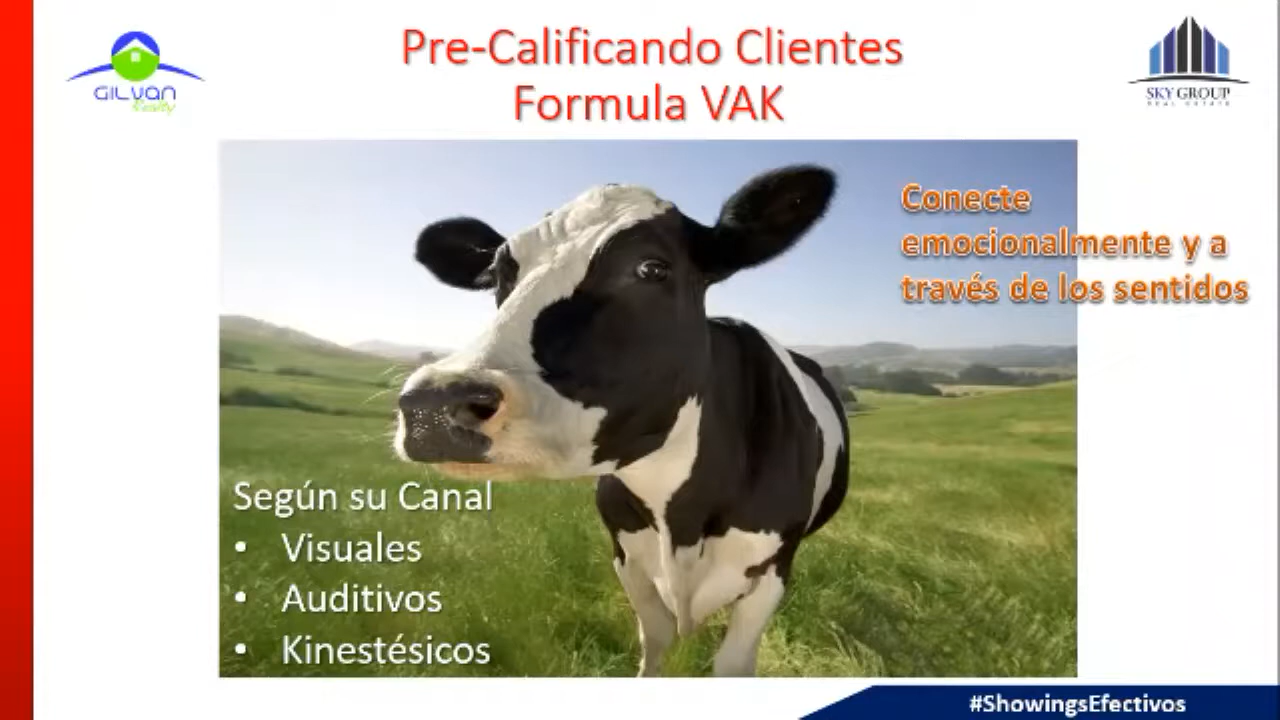 Pre-Calificando Clientes
Formula VAK
GILVAN
Realty
SKY GROUP
REAL ESTATE
Conecte
emocionalmente y a
través de los sentidos
Según su Canal
• Visuales
• Auditivos
• Kinestésicos
#ShowingsEfectivos